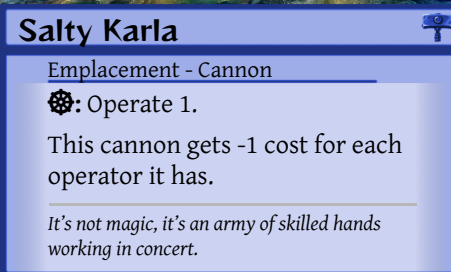 Salty Karla
Emplacement - Cannon
: Operate 1.
This cannon gets -1 cost for each
operator it has.
It's not magic, it's an army of skilled hands
working in concert.